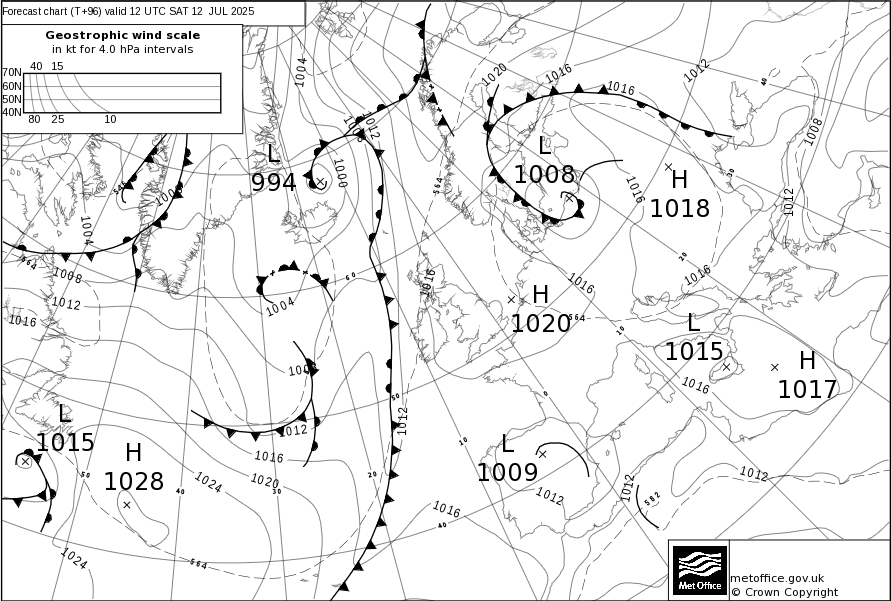 Forecast chart (T+96) valid 12 UTC SAT 12 JUL 2025
Geostrophic wind scale
in kt for 4.0 hPa intervals
40 15
70N
60N
50N
40N
80 25 10
1004
1020
1016
1016
1012
40
1008
1012
L
994
1000
L
1008
564
1016
H
1018
30
1012
1004
564
1008
1012
1016
60
1004
1016
1016
20
1016
H
1020
564
10
L
1015
H
1017
1016
50
0
1012
1012
10
L
1015
H
1028
50
40
1016
1024
1020
30
20
L
1009
1012
1012
582
1012
1016
40
1024
564
Met Office
metoffice.gov.uk
© Crown Copyright